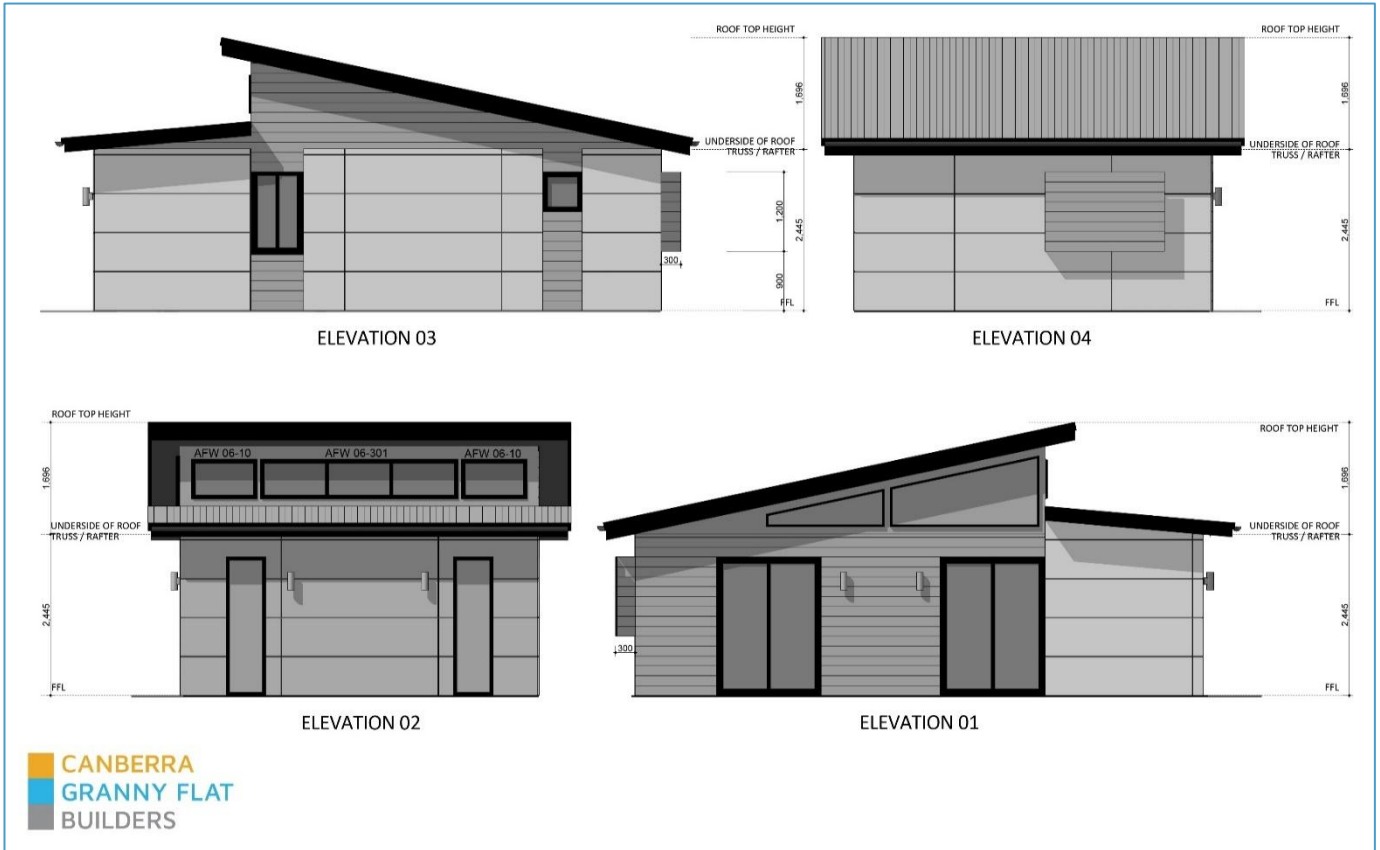 ROOF TOP HEIGHT
1,696
UNDERSIDE OF ROOF
TRUSS / RAFTER
1,200
2,445
300
900
FFL
ELEVATION 03
ROOF TOP HEIGHT
1,696
UNDERSIDE OF ROOF
TRUSS / RAFTER
2,445
FFL
ELEVATION 04
ROOF TOP HEIGHT
AFW 06-10
AFW 06-301
AFW 06-10
1,696
UNDERSIDE OF ROOF
TRUSS / RAFTER
2,445
FFL
ELEVATION 02
ROOF TOP HEIGHT
1,696
UNDERSIDE OF ROOF
TRUSS / RAFTER
2,445
300
FFL
ELEVATION 01
CANBERRA
GRANNY FLAT
BUILDERS